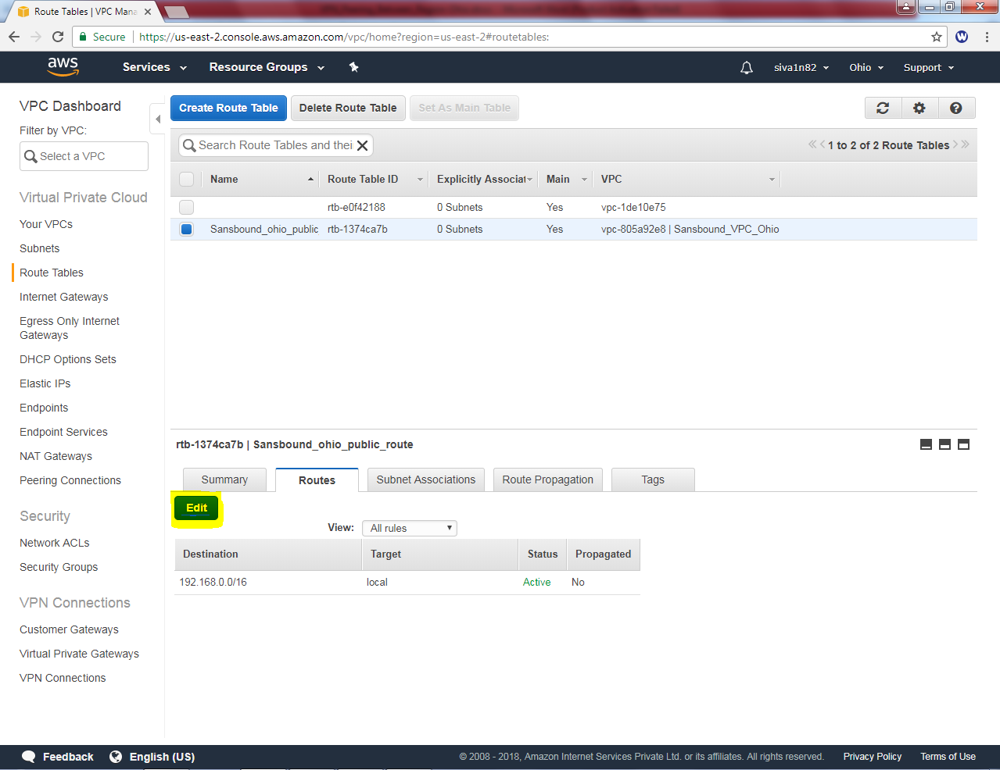 Route Tables | VPC Mana
Secure
https://us-east-2.console.aws.amazon.com/vpc/home?region=us-east-2#routetables:
W
aws
Services
Resource Groups
siva1n82
Ohio
Support
VPC Dashboard
Filter by VPC:
Select a VPC
Virtual Private Cloud
Your VPCs
Subnets
Route Tables
Internet Gateways
Egress Only Internet
Gateways
DHCP Options Sets
Elastic IPs
Endpoints
Endpoint Services
NAT Gateways
Peering Connections
Security
Network ACLs
Security Groups
VPN Connections
Customer Gateways
Virtual Private Gateways
VPN Connections
Create Route Table
Delete Route Table
Set As Main Table
Search Route Tables and thei
1 to 2 of 2 Route Tables
Name Route Table ID Explicitly Associat Main VPC
rtb-e0f42188 0 Subnets Yes vpc-1de10e75
Sansbound_ohio_public rtb-1374ca7b 0 Subnets Yes vpc-805a92e8 | Sansbound_VPC_Ohio
rtb-1374ca7b | Sansbound_ohio_public_route
Summary Routes Subnet Associations Route Propagation Tags
Edit
View: All rules
Destination Target Status Propagated
192.168.0.0/16 local Active No
Feedback
English (US)
© 2008 - 2018, Amazon Internet Services Private Ltd. or its affiliates. All rights reserved.
Privacy Policy
Terms of Use